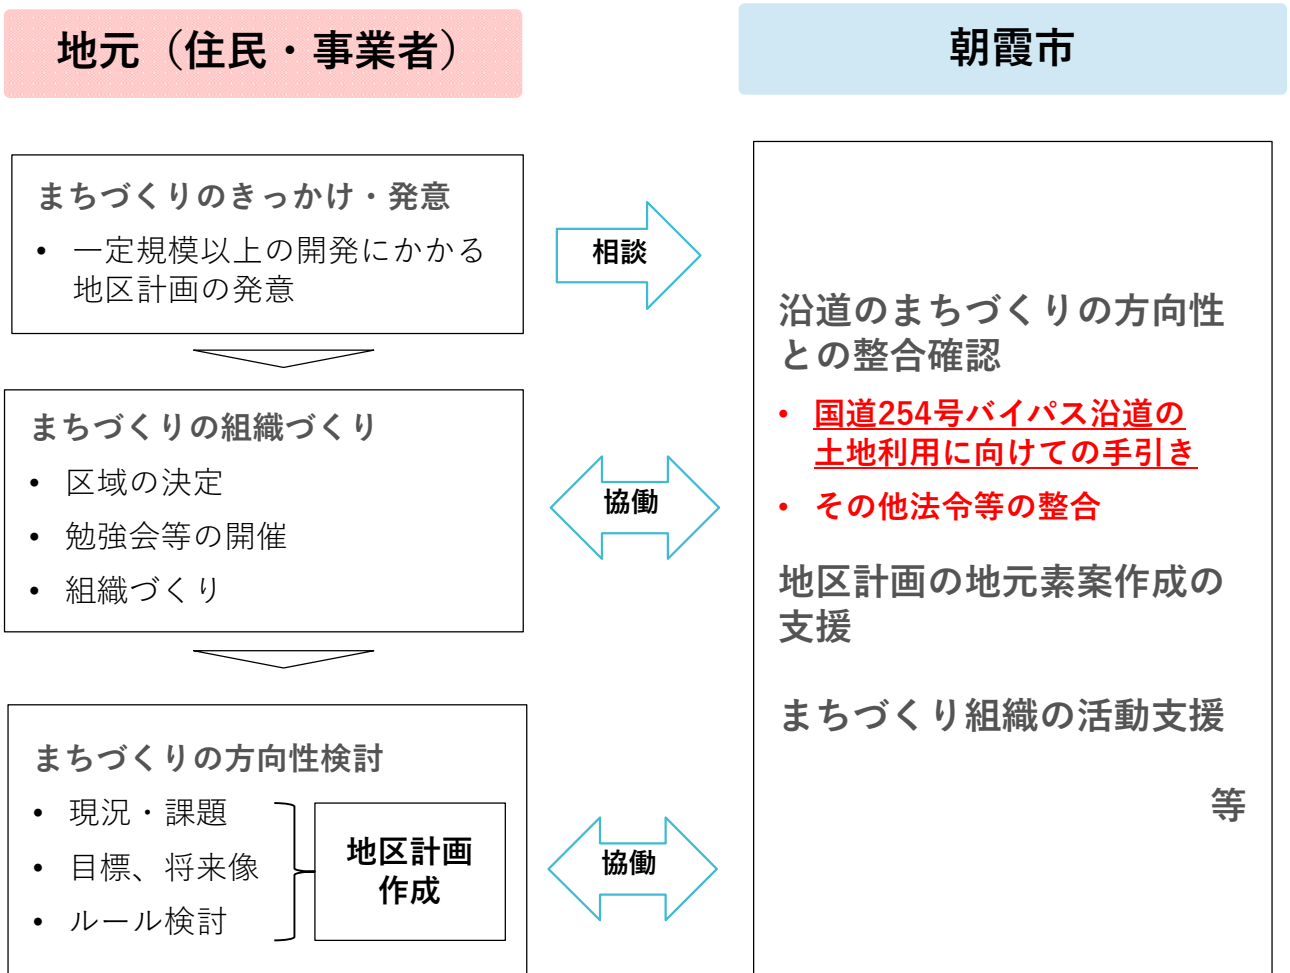 地元（住民・事業者）
朝霞市
まちづくりのきっかけ・発意
• 一定規模以上の開発にかかる
地区計画の発意
相談
まちづくりの組織づくり
• 区域の決定
• 勉強会等の開催
• 組織づくり
協働
まちづくりの方向性検討
• 現況・課題
• 目標、将来像
• ルール検討
地区計画
作成
協働
沿道のまちづくりの方向性
との整合確認
• 国道254号バイパス沿道の
土地利用に向けての手引き
• その他法令等の整合
地区計画の地元素案作成の
支援
まちづくり組織の活動支援
等